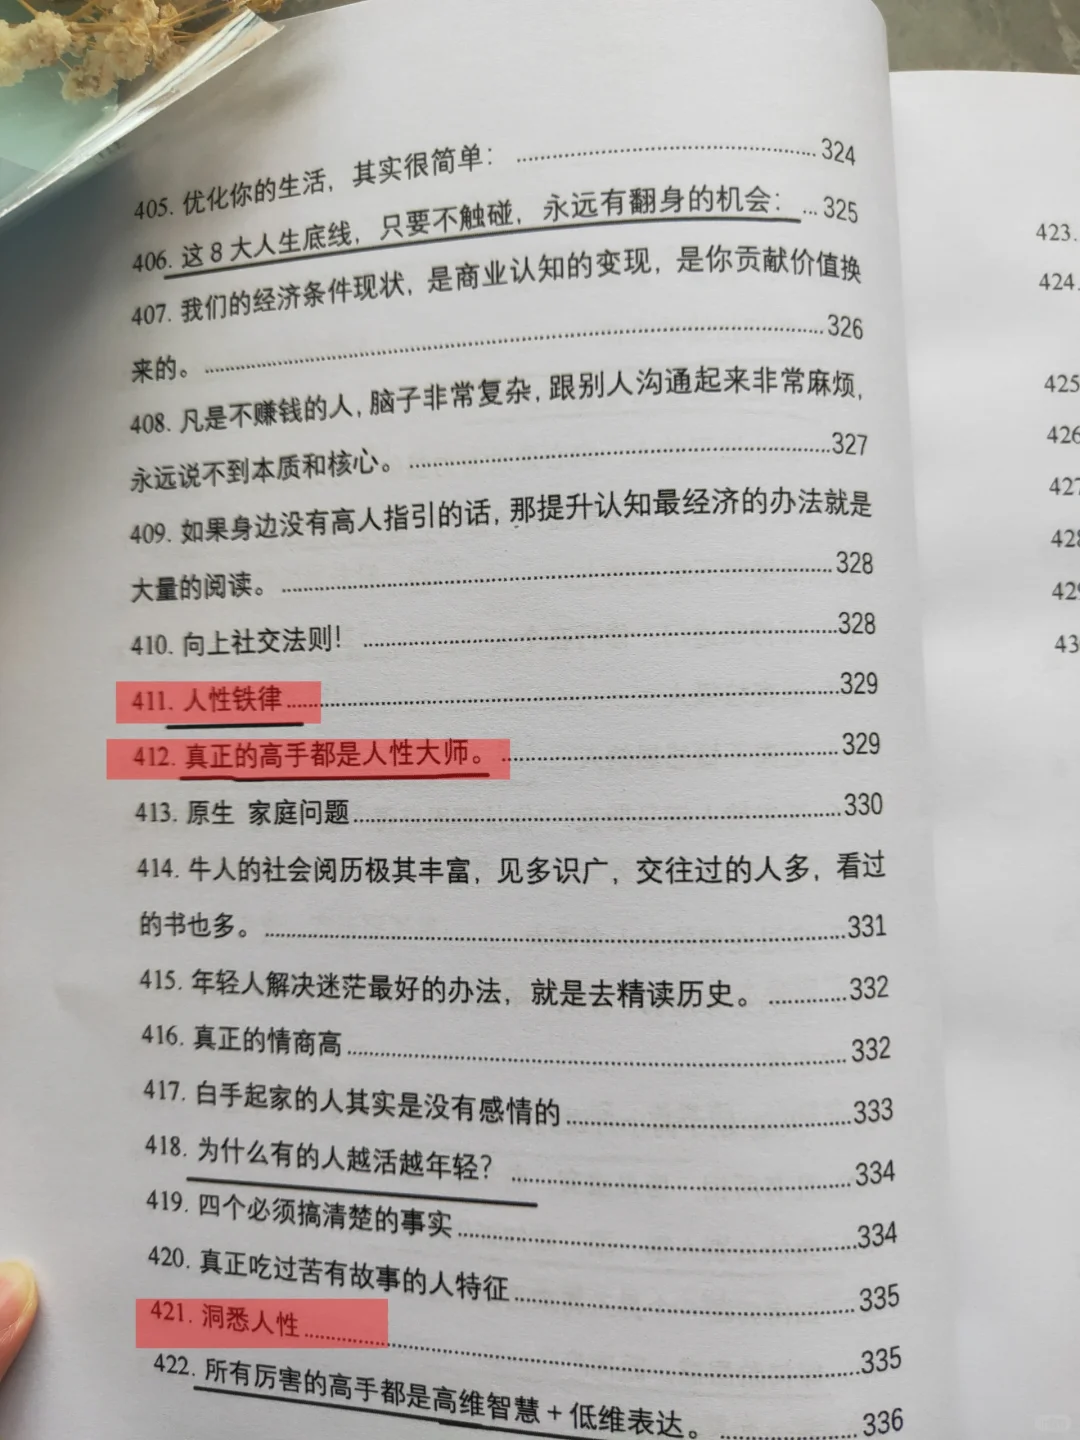 405. 优化你的生活，其实很简单： ........ 324
406. 这 8 大人生底线，只要不触碰，永远有翻身的机会： ... 325
407. 我们的经济条件现状，是商业认知的变现，是你贡献价值换
来的。 ........ 326
408. 凡是不赚钱的人，脑子非常复杂，跟别人沟通起来非常麻烦，
永远说不到本质和核心。 ........ 327
409. 如果身边没有高人指引的话，那提升认知最经济的办法就是
大量的阅读。 ........ 328
410. 向上社交法则！ ........ 328
411. 人性铁律 ........ 329
412. 真正的高手都是人性大师。 ........ 329
413. 原生 家庭问题 ........ 330
414. 牛人的社会阅历极其丰富，见多识广，交往过的人多，看过
的书也多。 ........ 331
415. 年轻人解决迷茫最好的办法，就是去精读历史。 ........ 332
416. 真正的情商高 ........ 332
417. 白手起家的人其实是没有感情的 ........ 333
418. 为什么有的人越活越年轻？ ........ 334
419. 四个必须搞清楚的事实 ........ 334
420. 真正吃过苦有故事的人特征 ........ 335
421. 洞悉人性 ........ 335
422. 所有厉害的高手都是高维智慧 + 低维表达。 ........ 336
423.
424.
425
426
427
428
429